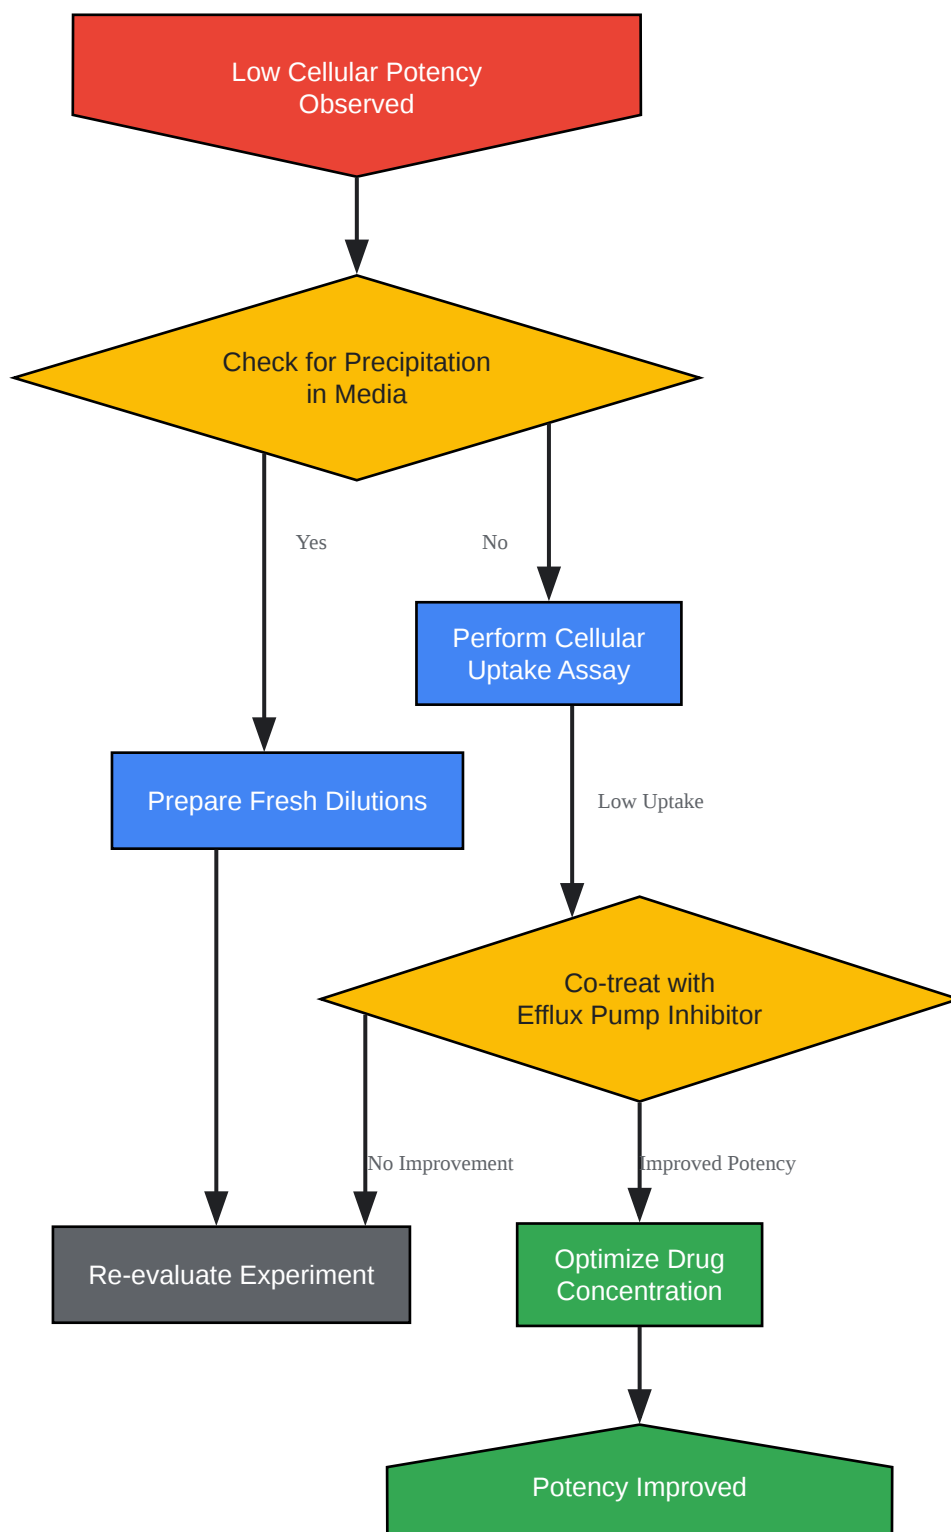 Low Cellular Potency
Observed
Check for Precipitation
in Media
Yes
No
Perform Cellular
Uptake Assay
Prepare Fresh Dilutions
Low Uptake
Co-treat with
Efflux Pump Inhibitor
No Improvement
Improved Potency
Re-evaluate Experiment
Optimize Drug
Concentration
Potency Improved